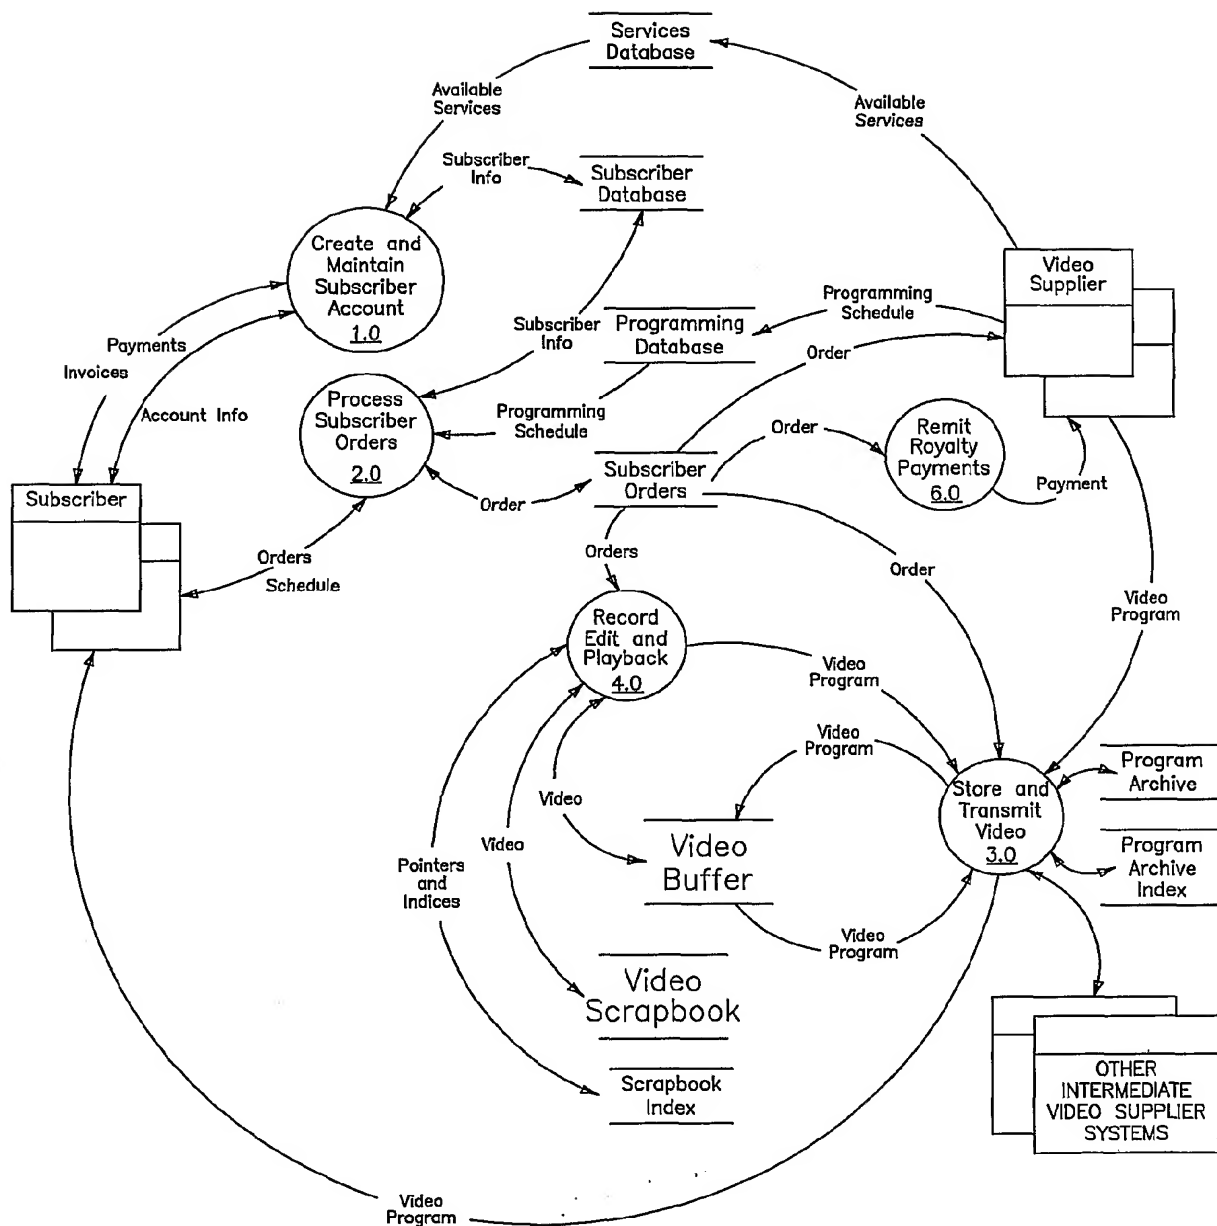 Services
Database
Available
Services
Available
Services
Subscriber
Info
Subscriber
Database
Create and
Maintain
Subscriber
Account
1.0
Video
Supplier
Programming
Schedule
Programming
Database
Subscriber
Info
Payments
Invoices
Order
Account Info
Process
Subscriber
Orders
2.0
Programming
Schedule
Order
Remit
Royalty
Payments
6.0
Payment
Subscriber
Subscriber
Orders
Order
Orders
Schedule
Orders
Order
Video
Program
Record
Edit and
Playback
4.0
Video
Program
Video
Program
Store and
Transmit
Video
3.0
Program
Archive
Video
Video
Video
Buffer
Program
Archive
Index
Pointers
and
Indices
Video
Program
Video
Scrapbook
Scrapbook
Index
OTHER
INTERMEDIATE
VIDEO SUPPLIER
SYSTEMS
Video
Program